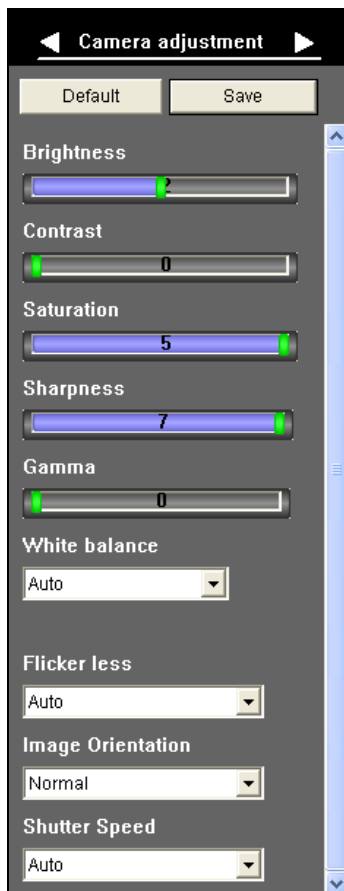 Camera adjustment
Default Save
Brightness
2
Contrast
0
Saturation
5
Sharpness
7
Gamma
0
White balance
Auto
Flicker less
Auto
Image Orientation
Normal
Shutter Speed
Auto